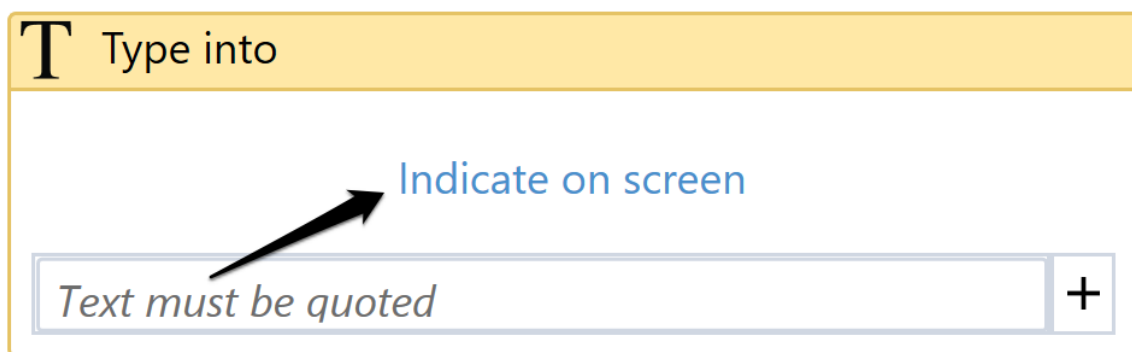 T Type into
Indicate on screen
Text must be quoted
+